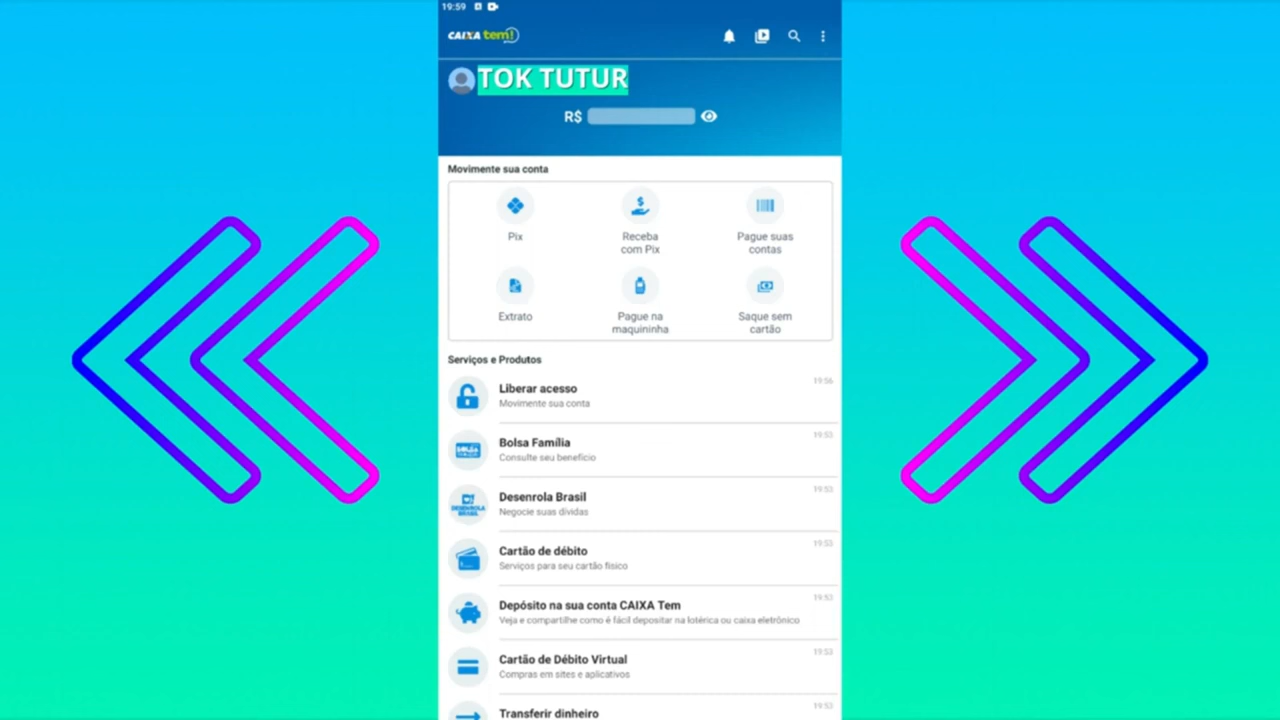 19:59
CAIXA tem!
TOK TUTUR
R$
Movimente sua conta
Pix
Receba
com Pix
Pague suas
contas
Extrato
Pague na
maquininha
Saque sem
cartão
Serviços e Produtos
Liberar acesso
19:56
Movimente sua conta
Bolsa Família
19:53
Consulte seu benefício
Desenrola Brasil
19:53
DESENROLA
BRASIL
Negocie suas dívidas
Cartão de débito
19:53
Serviços para seu cartão físico
Depósito na sua conta CAIXA Tem
19:53
Veja e compartilhe como é fácil depositar na lotérica ou caixa eletrônico
Cartão de Débito Virtual
19:53
Compras em sites e aplicativos
Transferir dinheiro
19:53